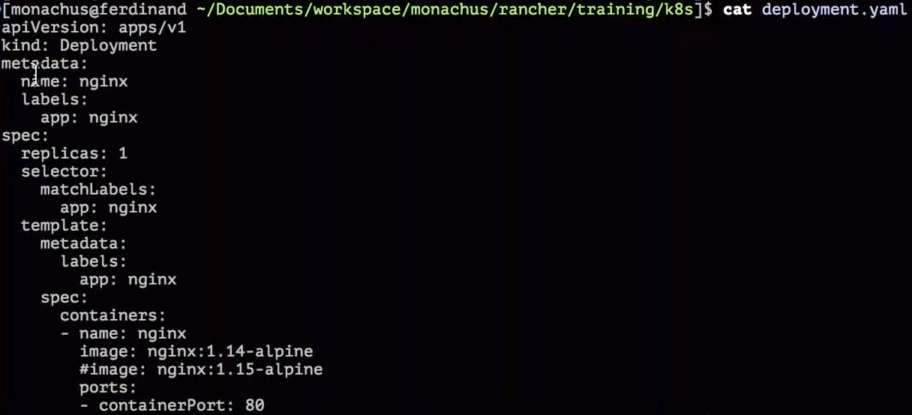 [monachus@ferdinand ~/Documents/workspace/monachus/rancher/training/k8s]$ cat deployment.yaml
apiVersion: apps/v1
kind: Deployment
metadata:
  name: nginx
  labels:
    app: nginx
spec:
  replicas: 1
  selector:
    matchLabels:
      app: nginx
  template:
    metadata:
      labels:
        app: nginx
    spec:
      containers:
      - name: nginx
        image: nginx:1.14-alpine
        #image: nginx:1.15-alpine
        ports:
        - containerPort: 80